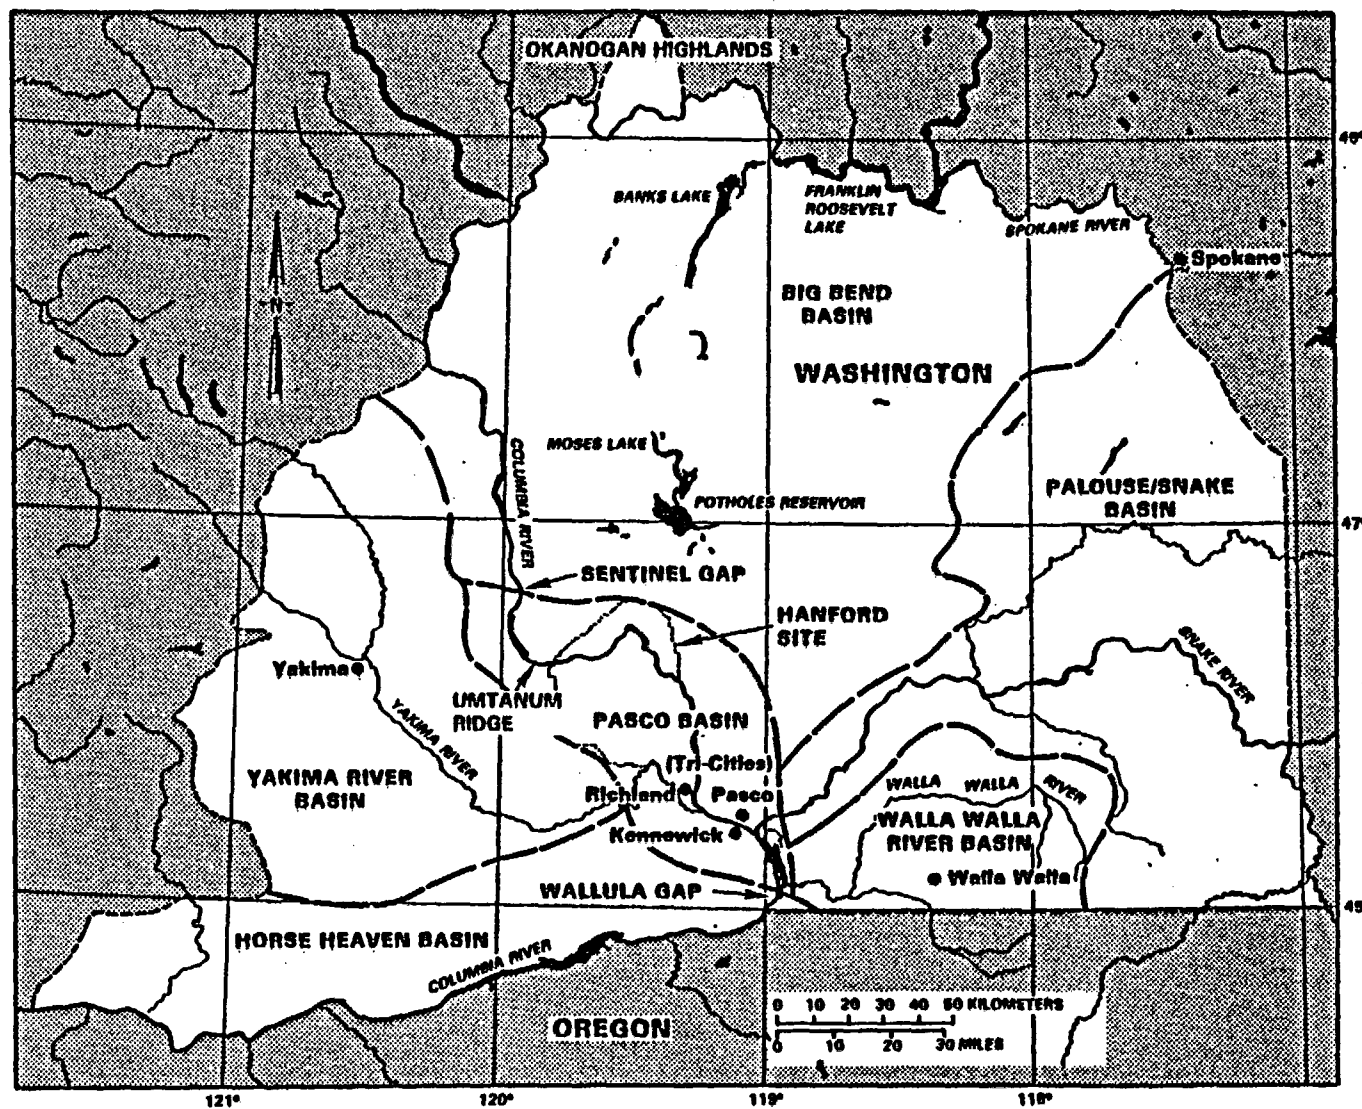 OKANOGAN HIGHLANDS
BANKS LAKE
FRANKLIN
ROOSEVELT
LAKE
SPOKANE RIVER
Spokane
N
BIG BEND
BASIN
WASHINGTON
MOSES LAKE
COLUMBIA RIVER
POTHOLES RESERVOIR
PALOUSE/SNAKE
BASIN
47°
SENTINEL GAP
HANFORD
SITE
SNAKE RIVER
Yakima
UMTANUM
RIDGE
YAKIMA RIVER
PASCO BASIN
(Tri-Cities)
YAKIMA RIVER
BASIN
Richland
Pasco
WALLA WALLA RIVER
Kennewick
WALLA WALLA
RIVER BASIN
WALLULA GAP
Walla Walla
HORSE HEAVEN BASIN
COLUMBIA RIVER
OREGON
0 10 20 30 40 50 KILOMETERS
0 10 20 30 MILES
121° 120° 119° 118°